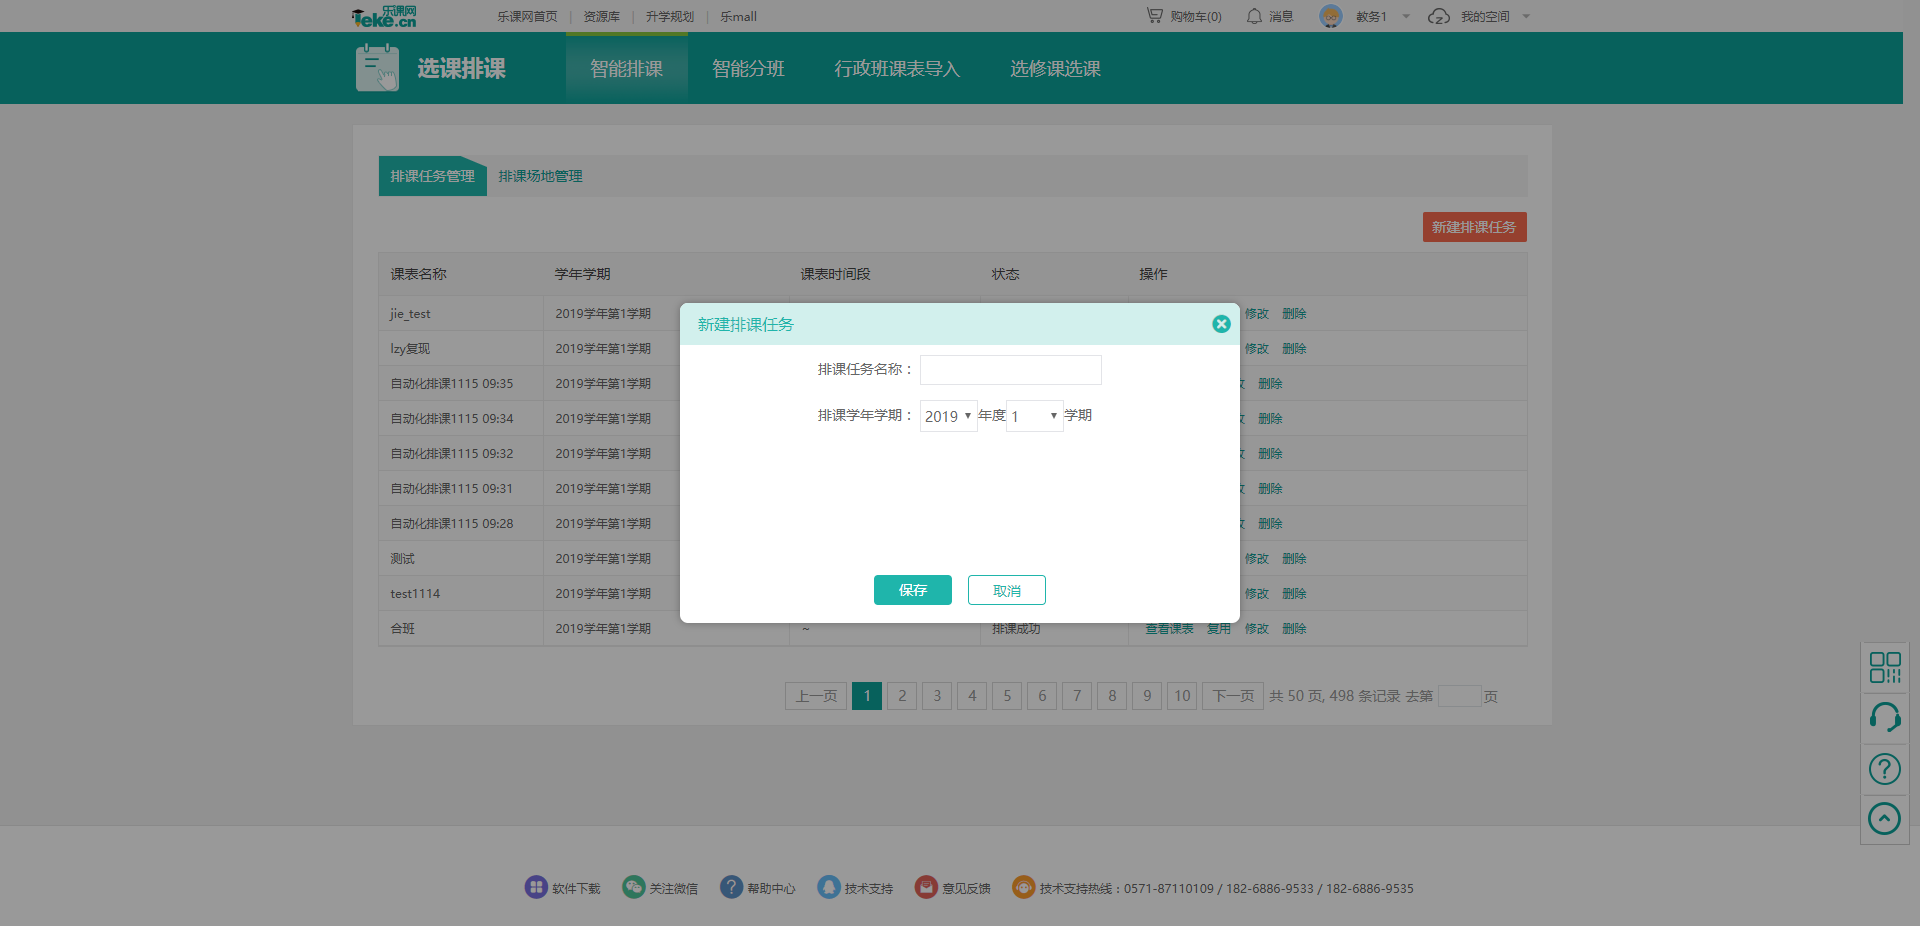 乐课网
leke.cn
乐课网首页 | 资源库 | 升学规划 | 乐mall
购物车(0) 消息 教务1 我的空间
选课排课 智能排课 智能分班 行政班课表导入 选修课选课
排课任务管理 排课场地管理
新建排课任务
课表名称 学年学期 课表时间段 状态 操作
jie_test 2019学年第1学期 修改 删除
lzy复现 2019学年第1学期 修改 删除
自动化排课1115 09:35 2019学年第1学期 删除
自动化排课1115 09:34 2019学年第1学期 删除
自动化排课1115 09:32 2019学年第1学期 删除
自动化排课1115 09:31 2019学年第1学期 删除
自动化排课1115 09:28 2019学年第1学期 删除
测试 2019学年第1学期 修改 删除
test1114 2019学年第1学期 修改 删除
合班 2019学年第1学期 ~ 排课成功 查看课表 复用 修改 删除
新建排课任务
排课任务名称：
排课学年学期： 2019 年度 1 学期
保存 取消
上一页 1 2 3 4 5 6 7 8 9 10 下一页 共 50 页, 498 条记录 去第 页
软件下载 关注微信 帮助中心 技术支持 意见反馈 技术支持热线：0571-87110109 / 182-6886-9533 / 182-6886-9535